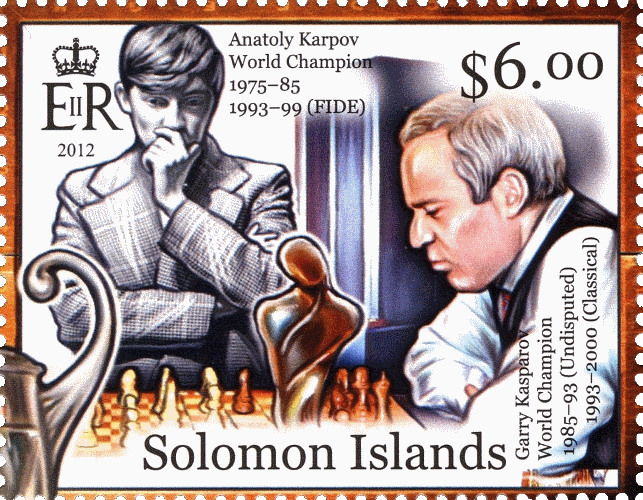 EIIR
2012
Anatoly Karpov
World Champion
1975–85
1993–99 (FIDE)
$6.00
Garry Kasparov
World Champion
1985–93 (Undisputed)
1993–2000 (Classical)
Solomon Islands